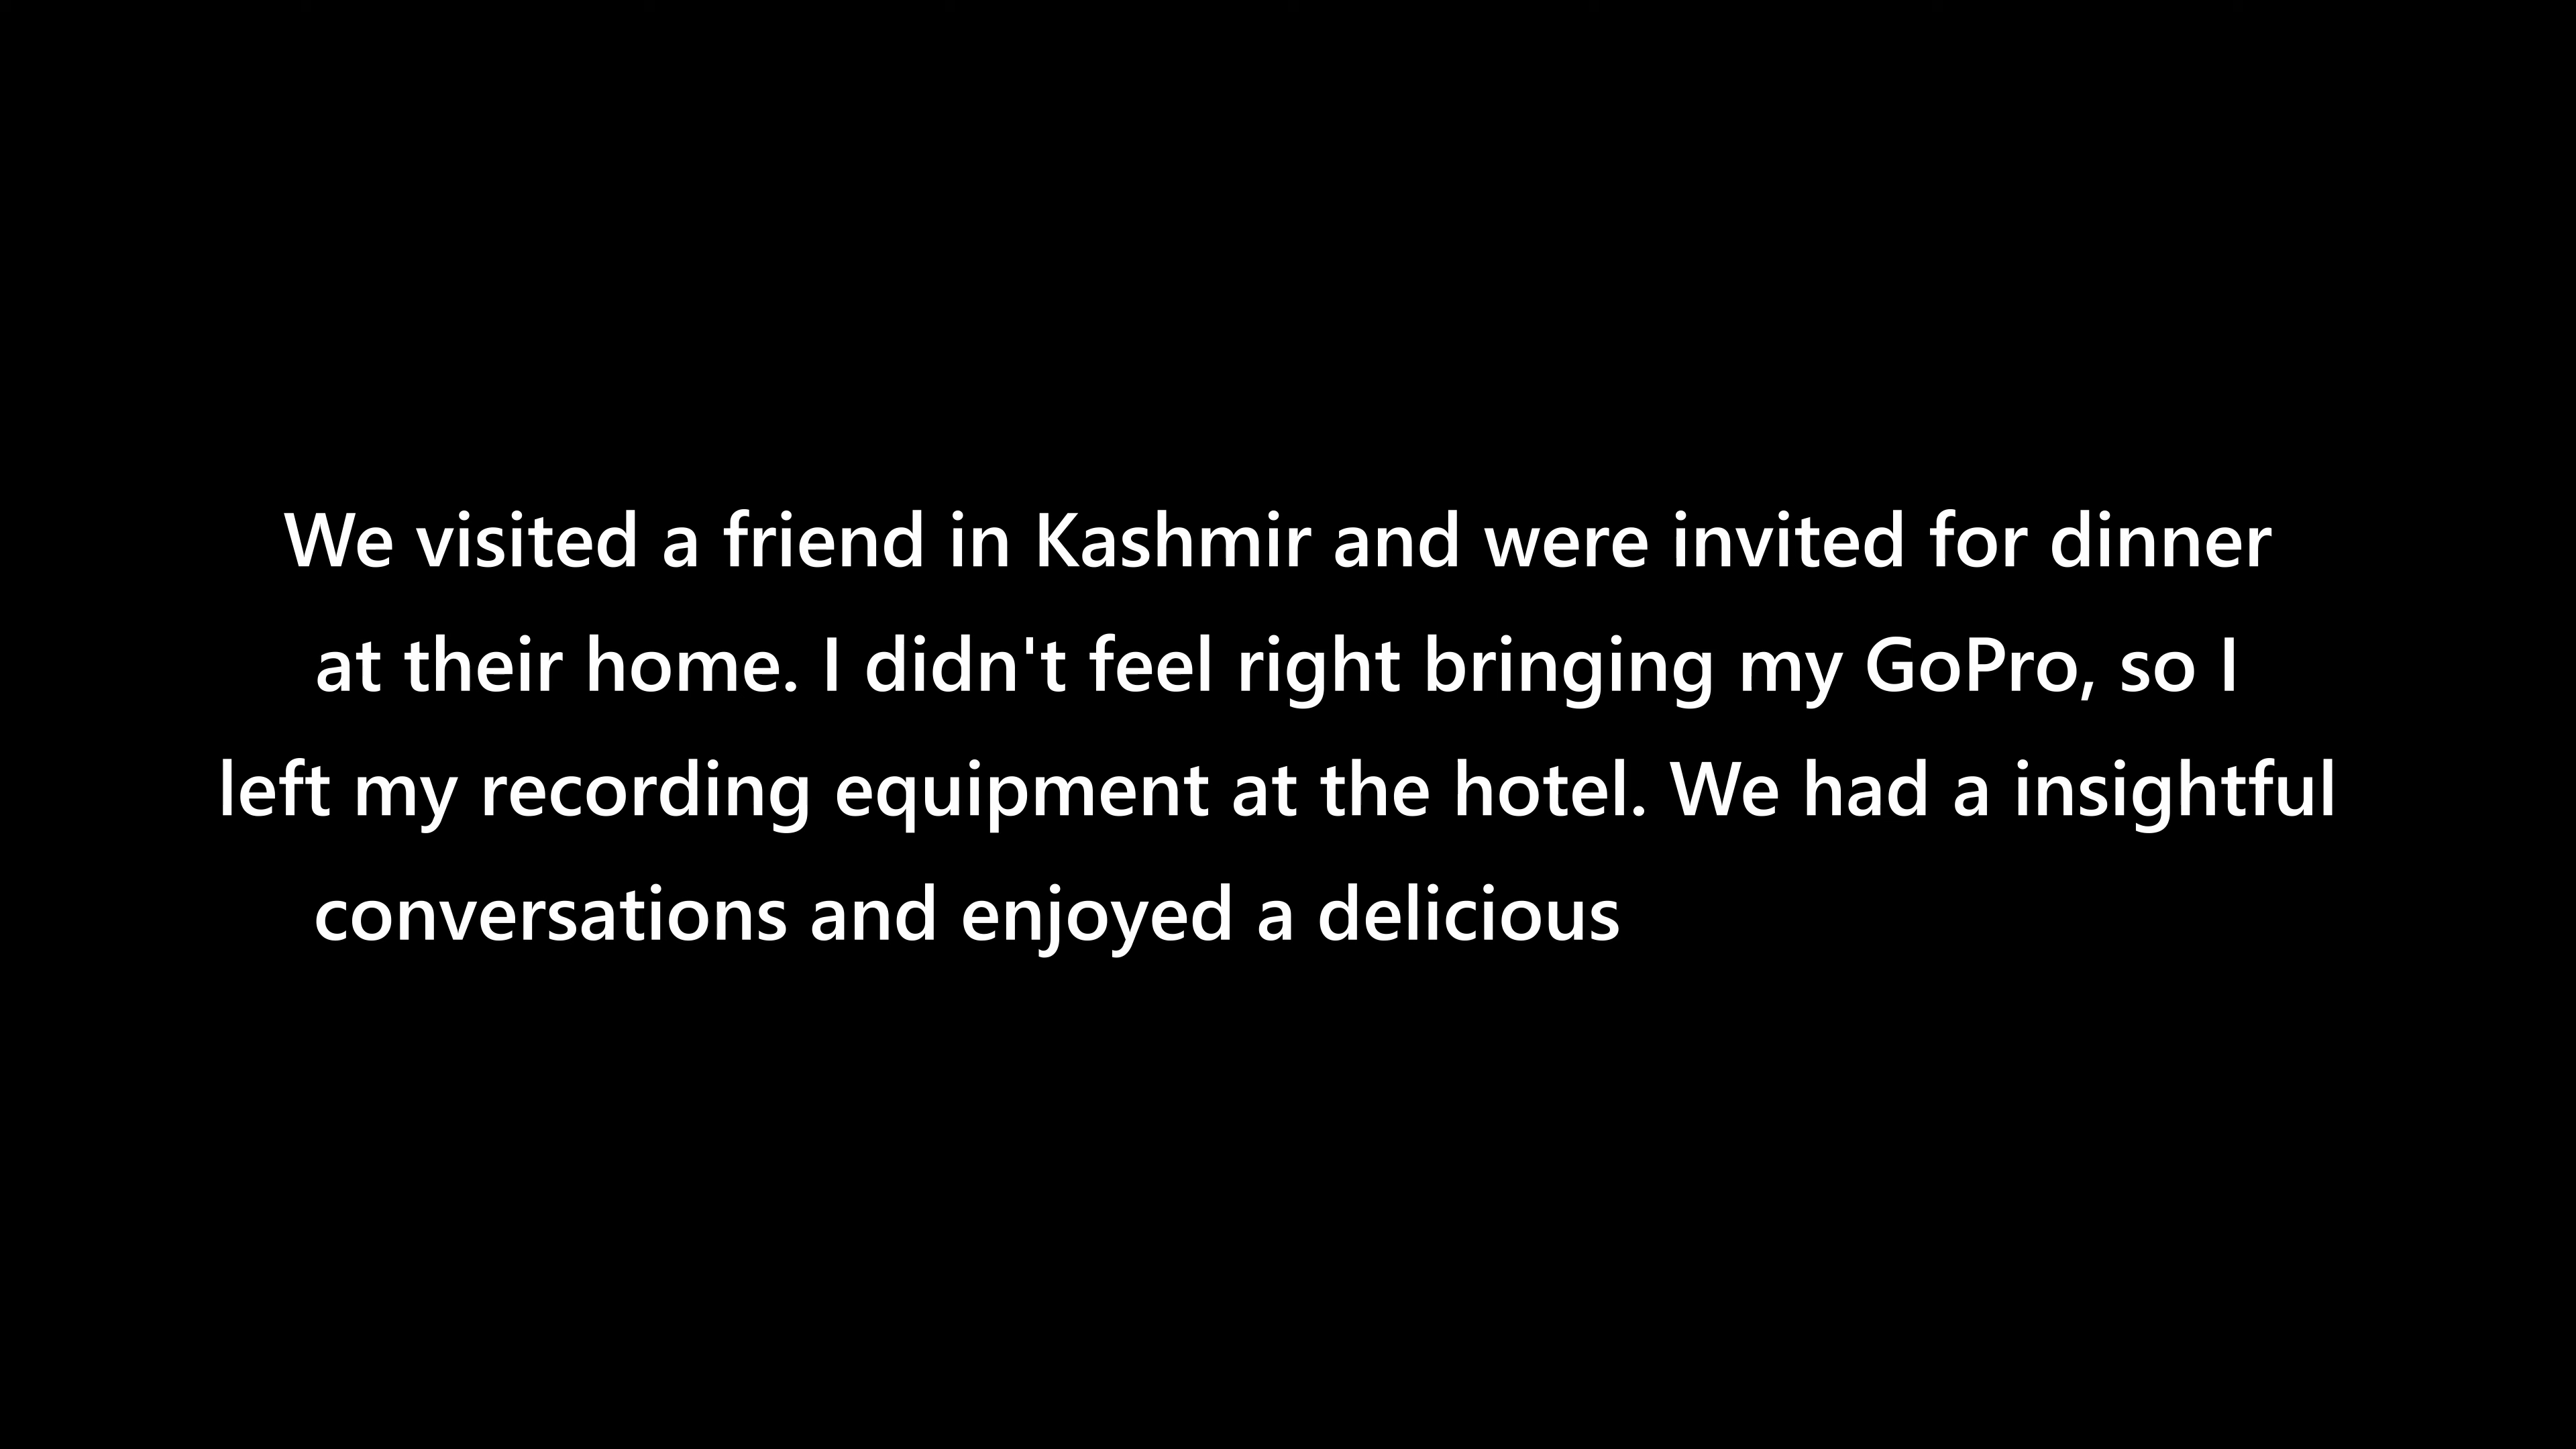 We visited a friend in Kashmir and were invited for dinner
at their home. I didn't feel right bringing my GoPro, so I
left my recording equipment at the hotel. We had a insightful
conversations and enjoyed a delicious